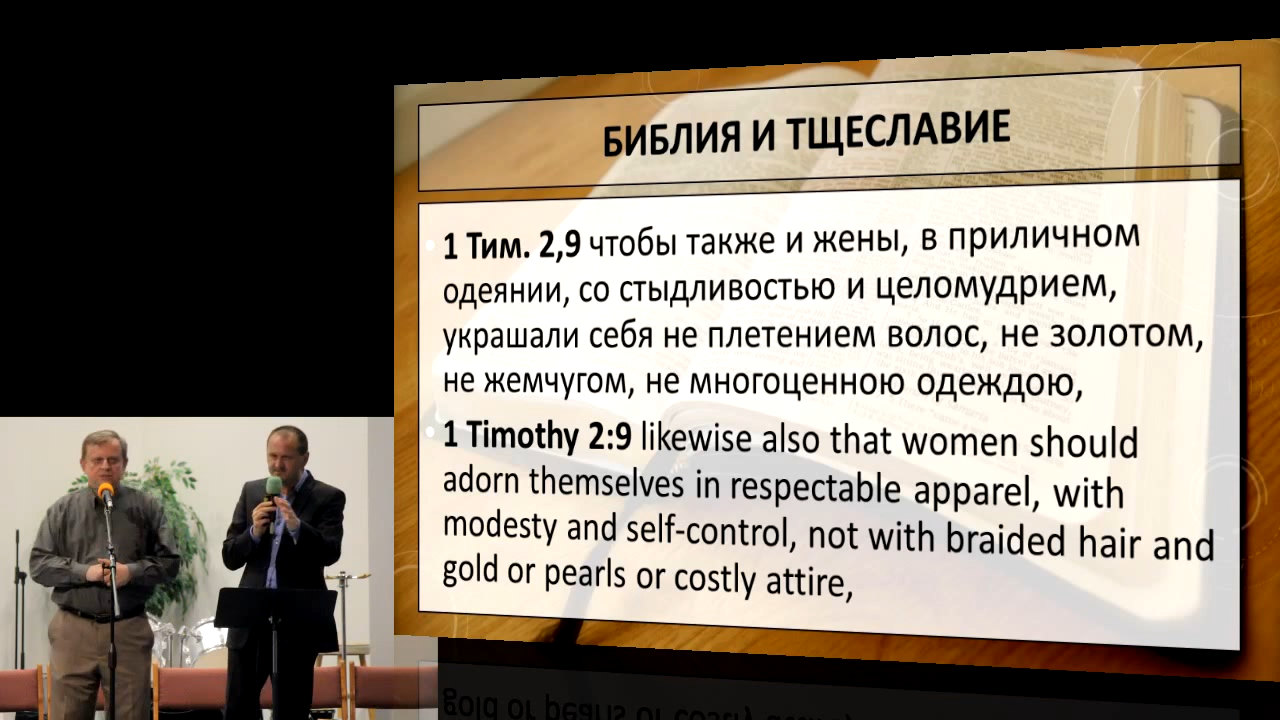 БИБЛИЯ И ТЩЕСЛАВИЕ
1 Тим. 2,9 чтобы также и жены, в приличном
одеянии, со стыдливостью и целомудрием,
украшали себя не плетением волос, не золотом,
не жемчугом, не многоценною одеждою,
1 Timothy 2:9 likewise also that women should
adorn themselves in respectable apparel, with
modesty and self-control, not with braided hair and
gold or pearls or costly attire,